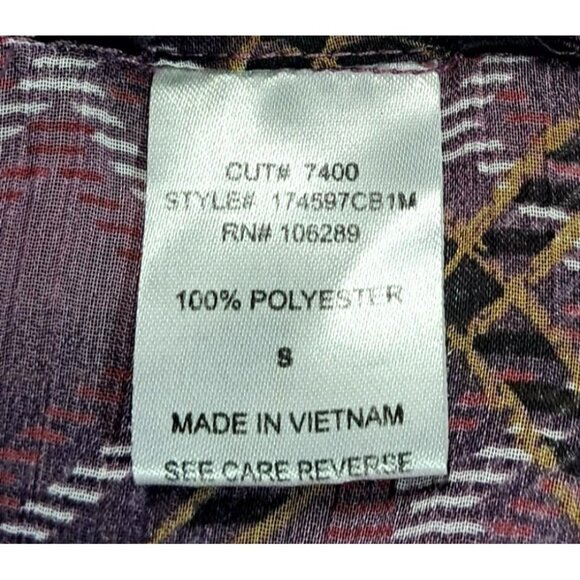 CUT# 7400
STYLE# 174597CB1M
RN# 106289
100% POLYESTER
S
MADE IN VIETNAM
SEE CARE REVERSE